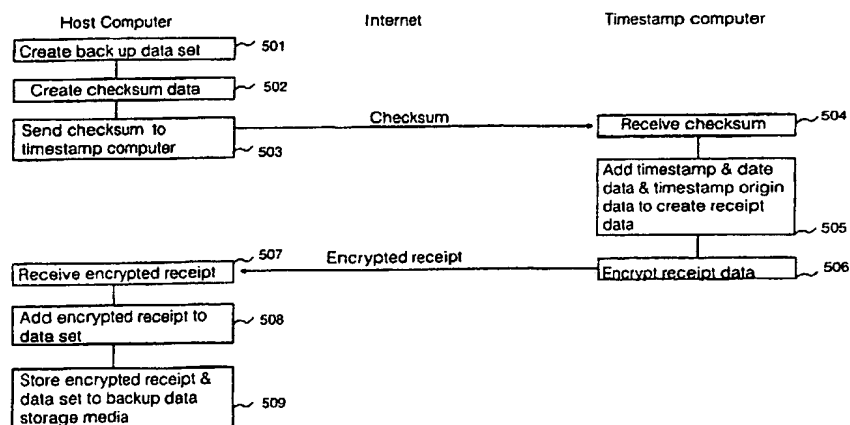 Host Computer
Internet
Timestamp computer
Create back up data set
501
Create checksum data
502
Send checksum to
timestamp computer
503
Checksum
Receive checksum
504
Add timestamp & date
data & timestamp origin
data to create receipt
data
505
Encrypt receipt data
506
Encrypted receipt
507
Receive encrypted receipt
Add encrypted receipt to
data set
508
Store encrypted receipt &
data set to backup data
storage media
509